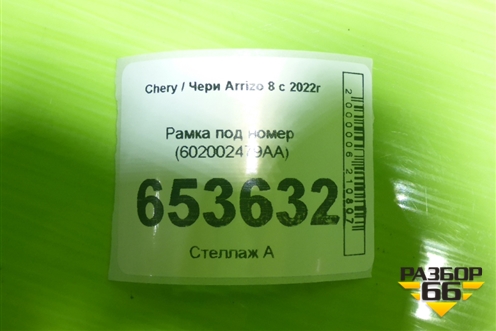 Chery / Чери Arrizo 8 с 2022г
Рамка под номер
(602002479AA)
653632
Стеллаж А
2000006210807
РАЗБОР
66